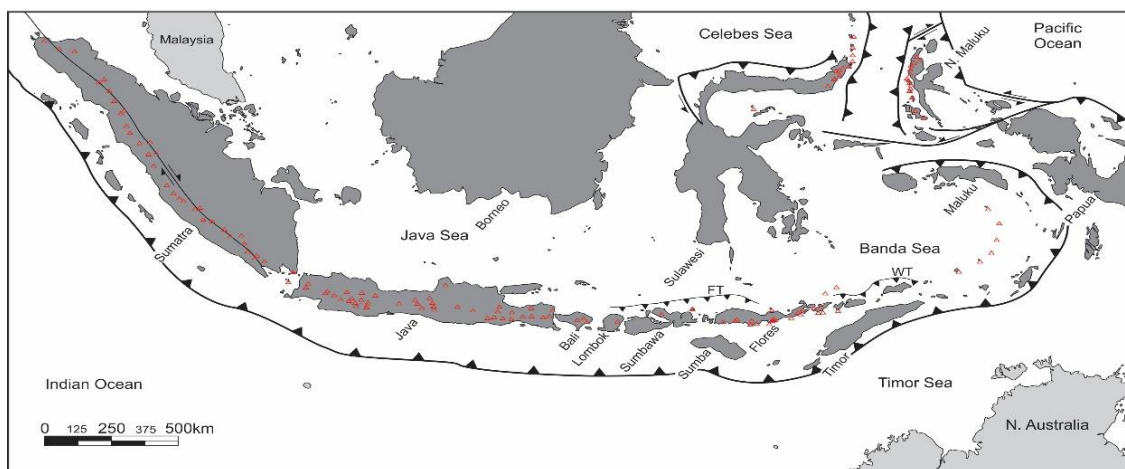 Malaysia
Celebes Sea
Pacific
Ocean
N. Maluku
Sumatra
Borneo
Java Sea
Sulawesi
Maluku
Papua
Banda Sea
WT
FT
Java
Bali
Lombok
Sumbawa
Sumba
Flores
Timor
Timor Sea
Indian Ocean
0 125 250 375 500km
N. Australia